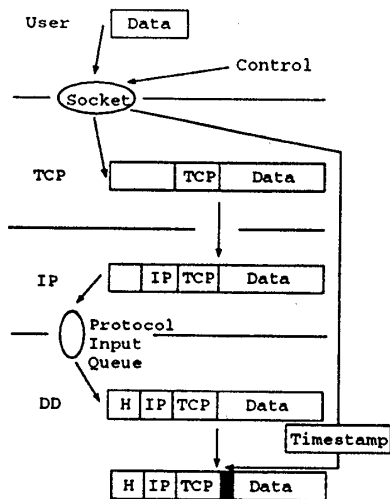 User Data
Control
Socket
TCP TCP Data
IP IP TCP Data
Protocol
Input
Queue
DD H IP TCP Data
Timestamp
H IP TCP Data